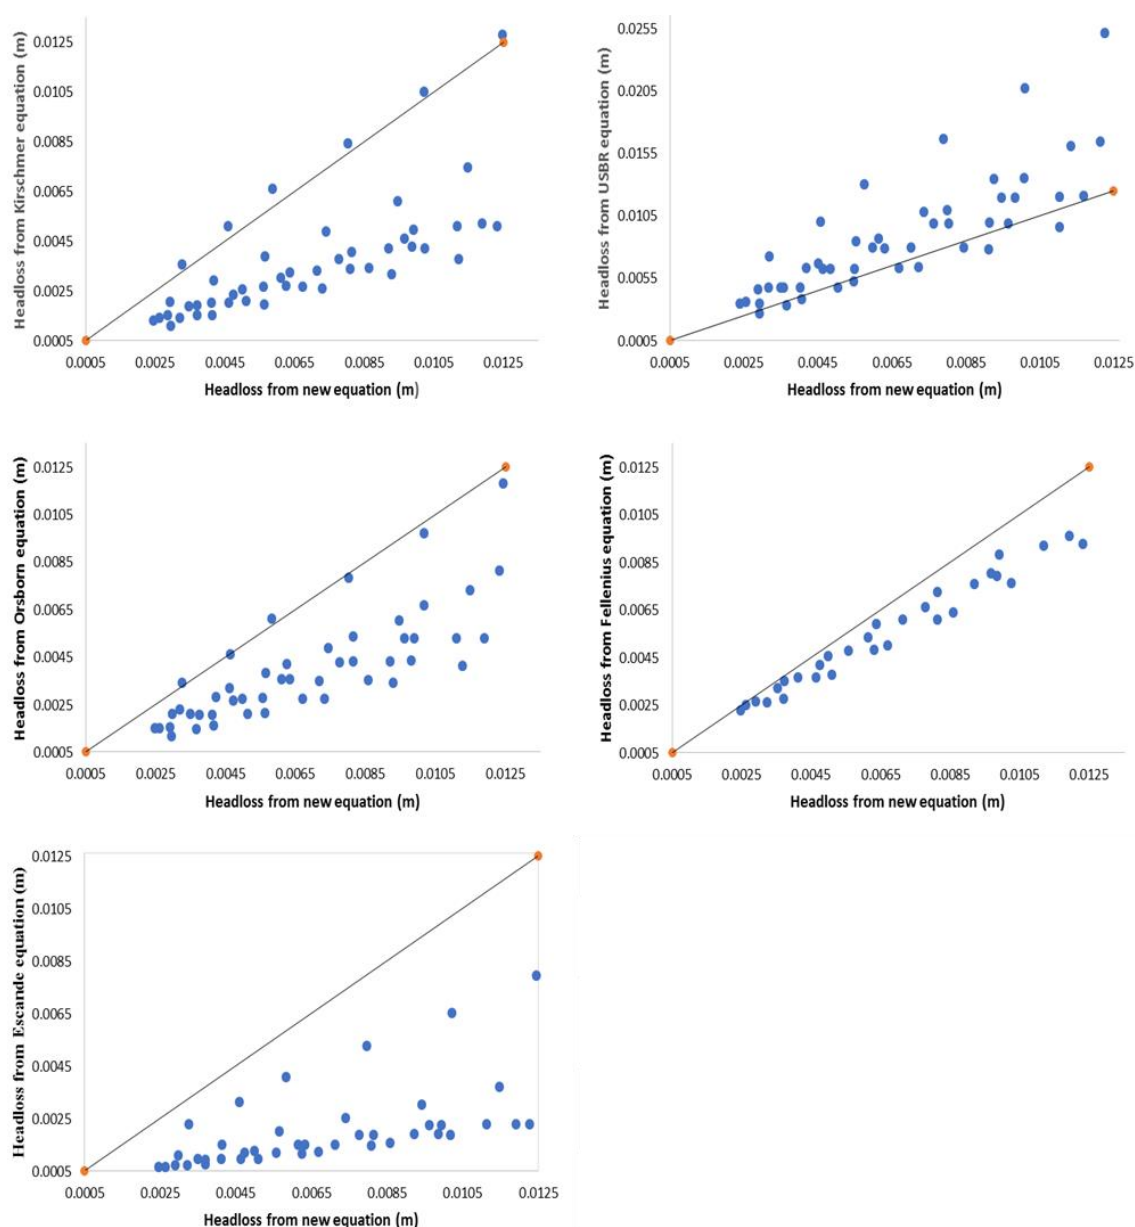 Headloss from Kirschmer equation (m)
0.0125
0.0105
0.0085
0.0065
0.0045
0.0025
0.0005
0.0005 0.0025 0.0045 0.0065 0.0085 0.0105 0.0125
Headloss from new equation (m)
Headloss from USBR equation (m)
0.0255
0.0205
0.0155
0.0105
0.0055
0.0005
0.0005 0.0025 0.0045 0.0065 0.0085 0.0105 0.0125
Headloss from new equation (m)
Headloss from Orsborn equation (m)
0.0125
0.0105
0.0085
0.0065
0.0045
0.0025
0.0005
0.0005 0.0025 0.0045 0.0065 0.0085 0.0105 0.0125
Headloss from new equation (m)
Headloss from Fellenius equation (m)
0.0125
0.0105
0.0085
0.0065
0.0045
0.0025
0.0005
0.0005 0.0025 0.0045 0.0065 0.0085 0.0105 0.0125
Headloss from new equation (m)
Headloss from Escande equation (m)
0.0125
0.0105
0.0085
0.0065
0.0045
0.0025
0.0005
0.0005 0.0025 0.0045 0.0065 0.0085 0.0105 0.0125
Headloss from new equation (m)